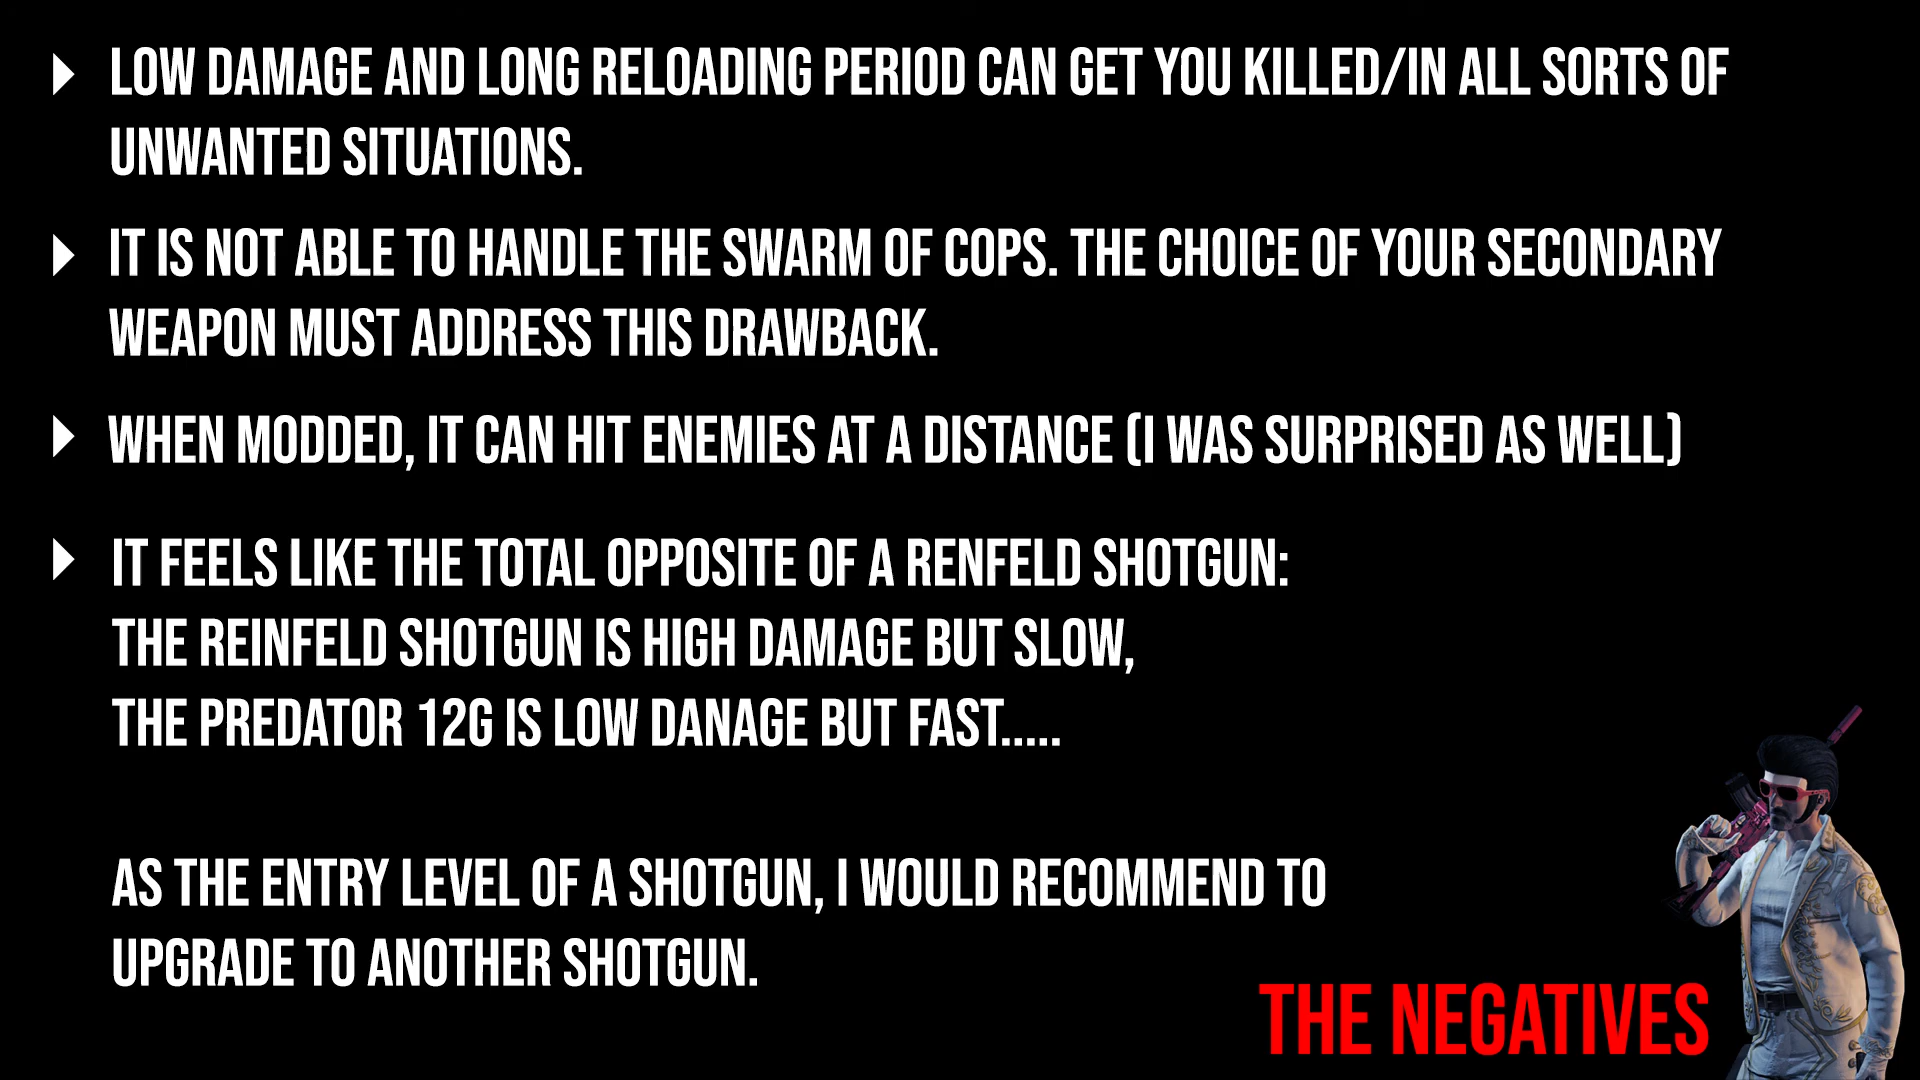 LOW DAMAGE AND LONG RELOADING PERIOD CAN GET YOU KILLED/IN ALL SORTS OF
UNWANTED SITUATIONS.
IT IS NOT ABLE TO HANDLE THE SWARM OF COPS. THE CHOICE OF YOUR SECONDARY
WEAPON MUST ADDRESS THIS DRAWBACK.
WHEN MODDED, IT CAN HIT ENEMIES AT A DISTANCE (I WAS SURPRISED AS WELL)
IT FEELS LIKE THE TOTAL OPPOSITE OF A RENFELD SHOTGUN:
THE REINFELD SHOTGUN IS HIGH DAMAGE BUT SLOW,
THE PREDATOR 12G IS LOW DANAGE BUT FAST.....
AS THE ENTRY LEVEL OF A SHOTGUN, I WOULD RECOMMEND TO
UPGRADE TO ANOTHER SHOTGUN.
THE NEGATIVES